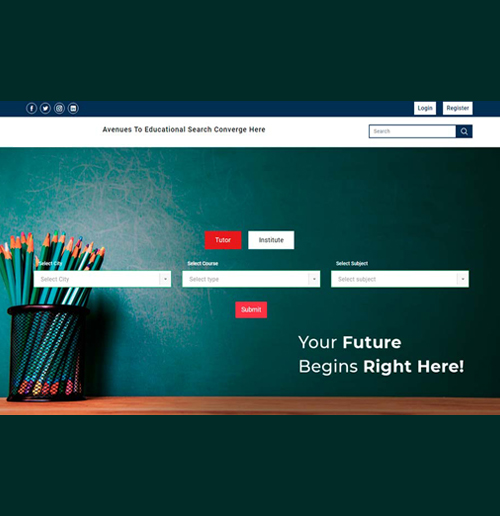 Login Register
Avenues To Educational Search Converge Here
Search
Tutor Institute
Select City Select Course Select Subject
Select City Select type Select subject
Submit
Your Future
Begins Right Here!